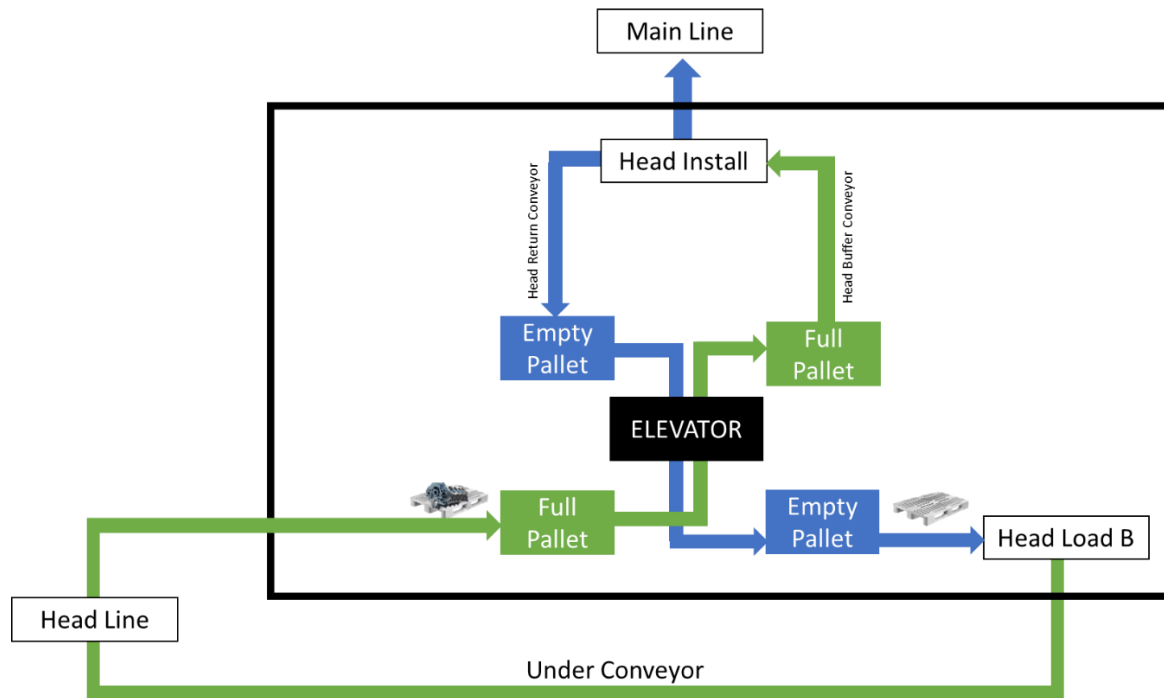 Main Line
Head Install
Head Return Conveyor
Head Buffer Conveyor
Empty
Pallet
Full
Pallet
ELEVATOR
Full
Pallet
Empty
Pallet
Head Load B
Head Line
Under Conveyor